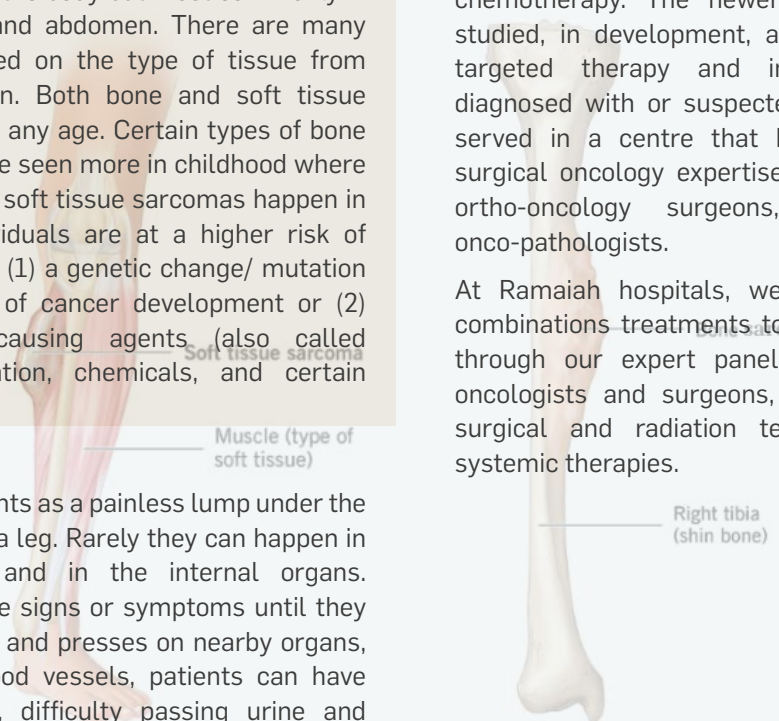 and abdomen. There are many
ed on the type of tissue from
n. Both bone and soft tissue
any age. Certain types of bone
e seen more in childhood where
soft tissue sarcomas happen in
iduals are at a higher risk of
(1) a genetic change/ mutation
of cancer development or (2)
causing agents (also called
ation, chemicals, and certain
Soft tissue sarcoma
Muscle (type of
soft tissue)
nts as a painless lump under the
a leg. Rarely they can happen in
and in the internal organs.
e signs or symptoms until they
and presses on nearby organs,
od vessels, patients can have
, difficulty passing urine and
chemotherapy. The newer
studied, in development, a
targeted therapy and i
diagnosed with or suspecte
served in a centre that
surgical oncology expertise
ortho-oncology surgeons,
onco-pathologists.
At Ramaiah hospitals, we
combinations treatments to
Bone sar
through our expert panel
oncologists and surgeons,
surgical and radiation te
systemic therapies.
Right tibia
(shin bone)